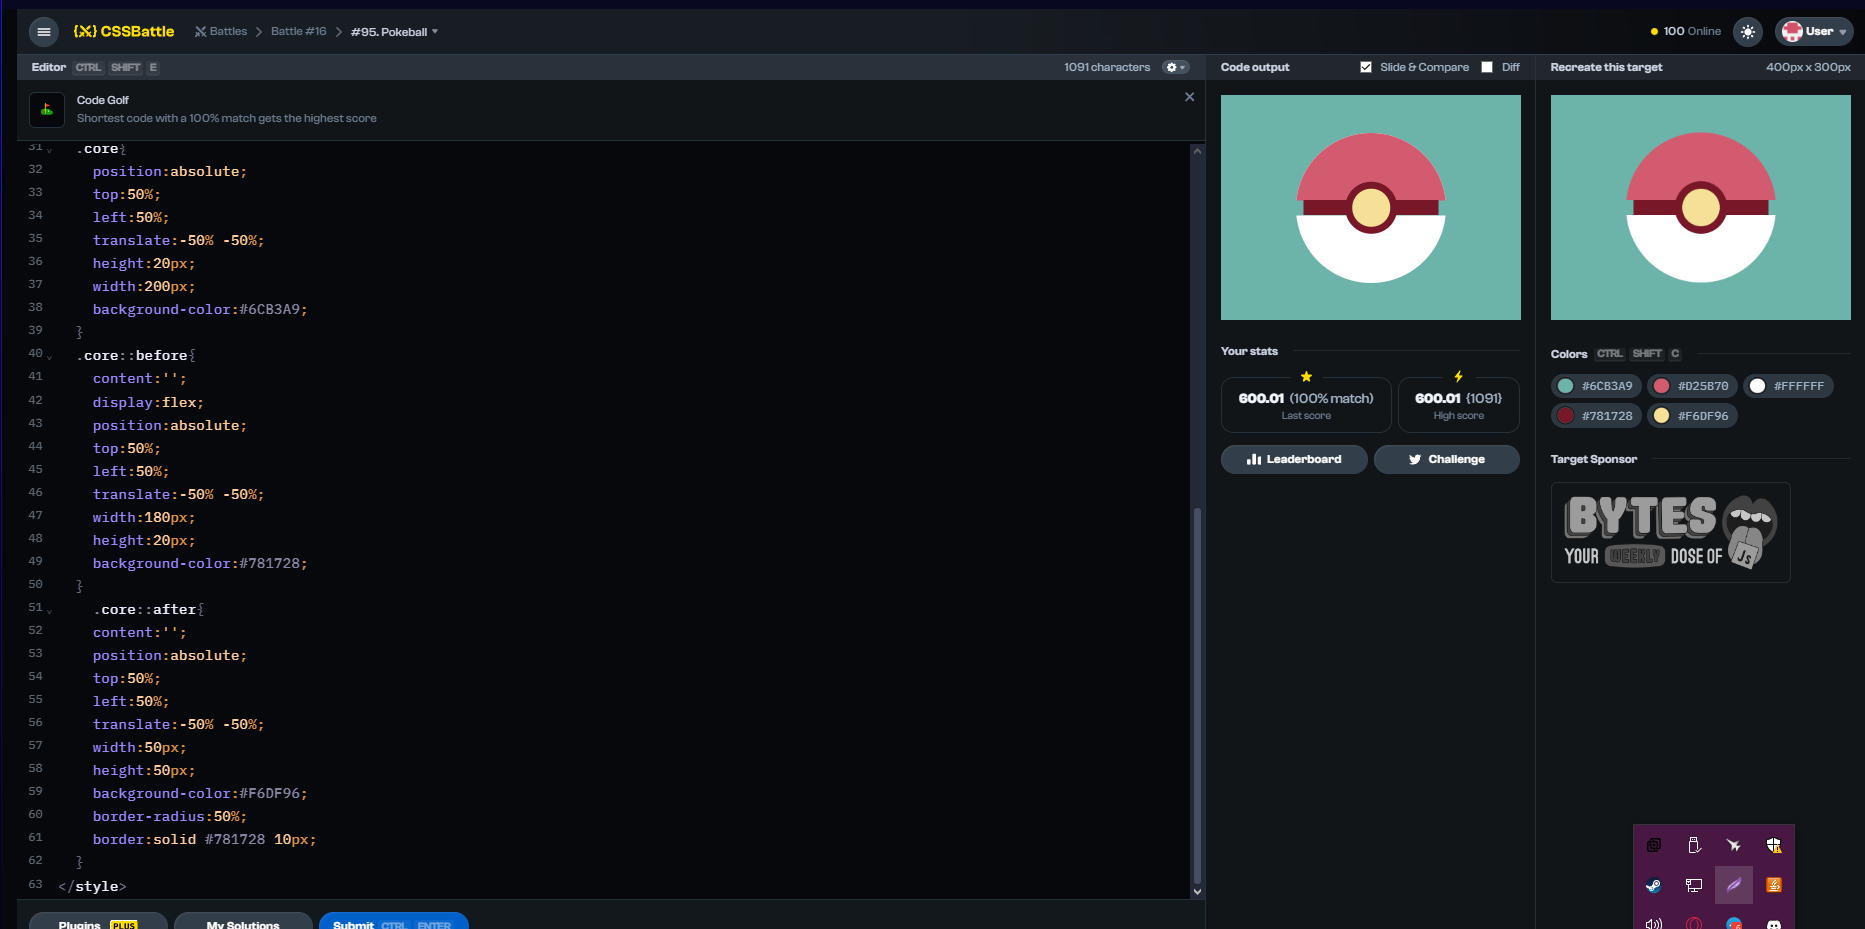 CSSBattle
Battles
Battle #16
#95. Pokeball
100 Online
User
Editor CTRL SHIFT E
1091 characters
Code Golf
Shortest code with a 100% match gets the highest score
31 .core{
32 position:absolute;
33 top:50%;
34 left:50%;
35 translate:-50% -50%;
36 height:20px;
37 width:200px;
38 background-color:#6CB3A9;
39 }
40 .core::before{
41 content:'';
42 display:flex;
43 position:absolute;
44 top:50%;
45 left:50%;
46 translate:-50% -50%;
47 width:180px;
48 height:20px;
49 background-color:#781728;
50 }
51 .core::after{
52 content:'';
53 position:absolute;
54 top:50%;
55 left:50%;
56 translate:-50% -50%;
57 width:50px;
58 height:50px;
59 background-color:#F6DF96;
60 border-radius:50%;
61 border:solid #781728 10px;
62 }
63 </style>
Plugins PLUS
My Solutions
Submit CTRL ENTER
Code output
Slide & Compare
Diff
Your stats
600.01 (100% match)
Last score
600.01 {1091}
High score
Leaderboard
Challenge
Recreate this target
400px x 300px
Colors CTRL SHIFT C
#6CB3A9
#D25B70
#FFFFFF
#781728
#F6DF96
Target Sponsor
BYTES
YOUR WEEKLY DOSE OF
JS